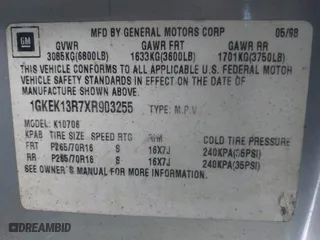 GM
MFD BY GENERAL MOTORS CORP 05/98
GVWR GAWR FRT GAWR RR
3085KG(6800LB) 1633KG(3600LB) 1701KG(3750LB)
THIS VEHICLE CONFORMS TO ALL APPLICABLE U.S. FEDERAL MOTOR
VEHICLE SAFETY STANDARDS IN EFFECT ON THE DATE OF
MANUFACTURE SHOWN ABOVE.
1GKEK13R7XR903255 TYPE: M.P.V
MODEL: K10706
KPAB TIRE SIZE SPEED RTG RIM COLD TIRE PRESSURE
FRT P265/70R16 S 16X7J 240KPA(35PSI)
RR P265/70R16 S 16X7J 240KPA(35PSI)
SEE OWNER'S MANUAL FOR MORE INFORMATION.